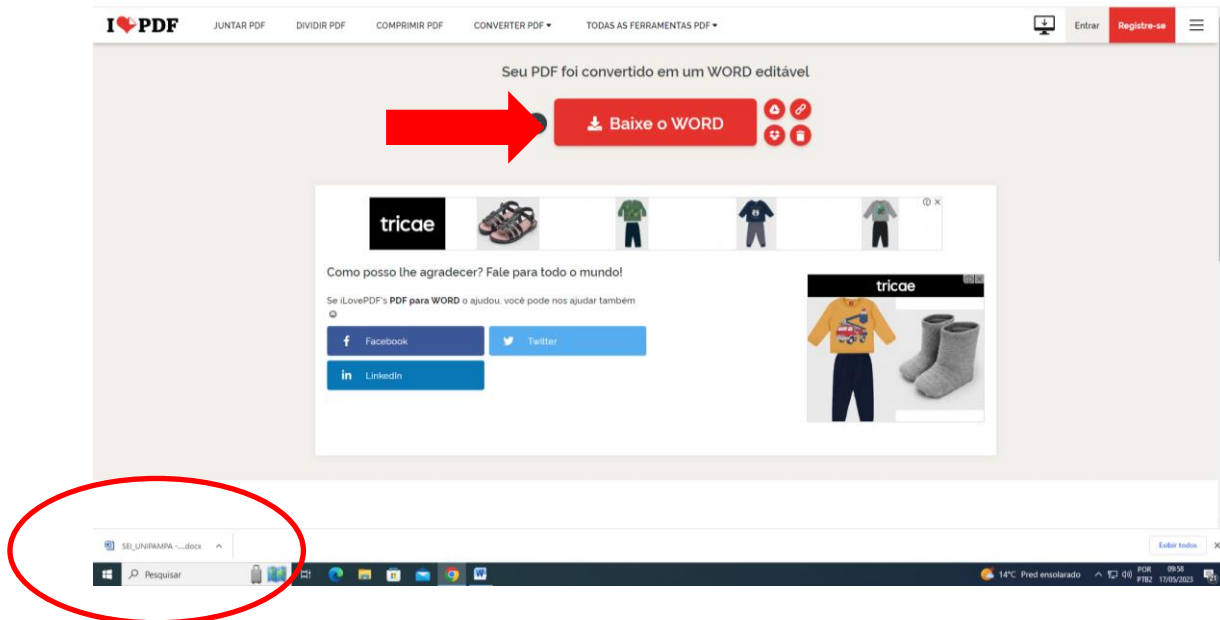 I PDF
JUNTAR PDF DIVIDIR PDF COMPRIMIR PDF CONVERTER PDF TODAS AS FERRAMENTAS PDF Entrar Registre-se
Seu PDF foi convertido em um WORD editável
Baixe o WORD
tricae
Como posso lhe agradecer? Fale para todo o mundo!
Se iLovePDF's PDF para WORD o ajudou, você pode nos ajudar também
Facebook Twitter
LinkedIn
tricae
SEI_UNIPAMPA -....docx Exibir todos
Pesquisar 14°C Pred ensolarado POR 09:58
PTB2 17/05/2023
21